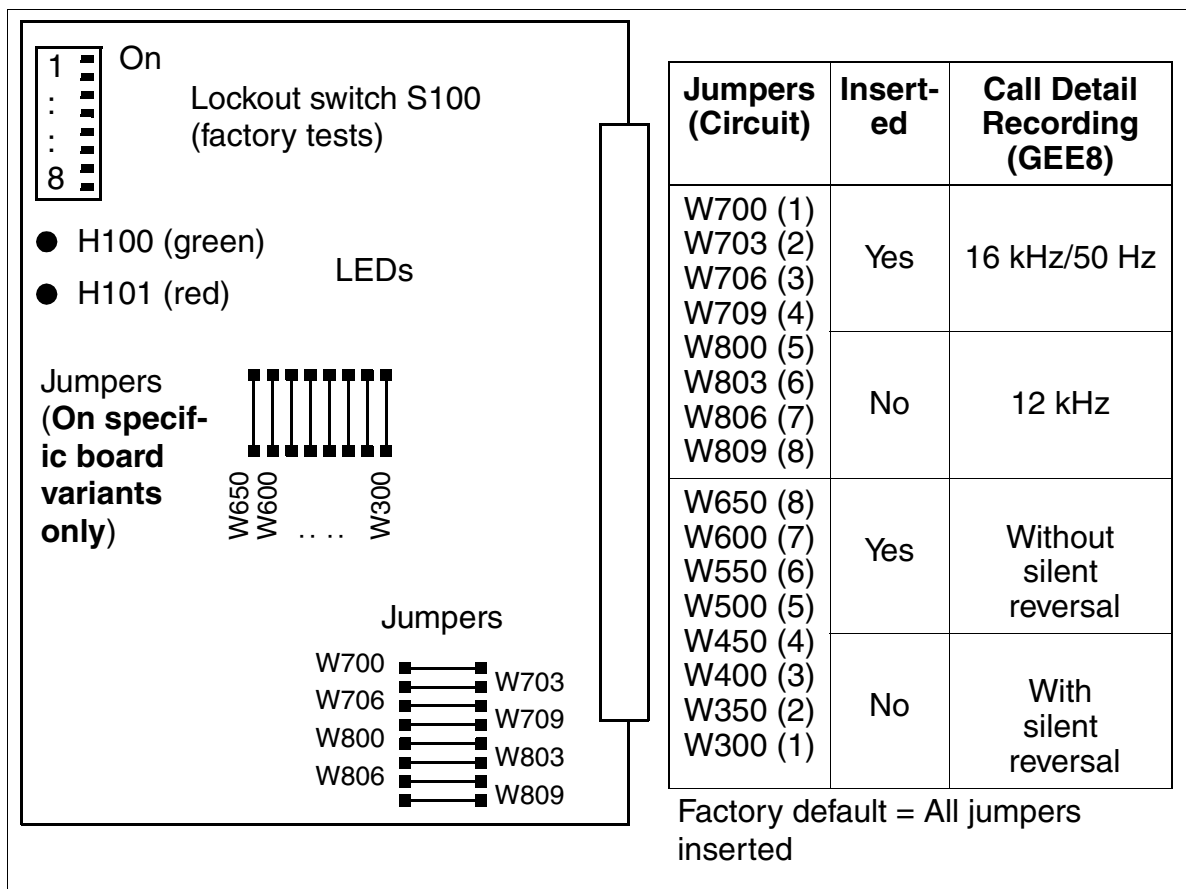 1
:
:
8
On
Lockout switch S100
(factory tests)
H100 (green)
H101 (red)
LEDs
Jumpers
(On specif-
ic board
variants
only)
W650
W600
.. ..
W300
Jumpers
W700
W703
W706
W709
W800
W803
W806
W809
Jumpers
(Circuit)
Insert-
ed
Call Detail
Recording
(GEE8)
W700 (1)
W703 (2)
W706 (3)
W709 (4)
W800 (5)
W803 (6)
W806 (7)
W809 (8)
Yes
16 kHz/50 Hz
No
12 kHz
W650 (8)
W600 (7)
W550 (6)
W500 (5)
W450 (4)
W400 (3)
W350 (2)
W300 (1)
Yes
Without
silent
reversal
No
With
silent
reversal
Factory default = All jumpers
inserted